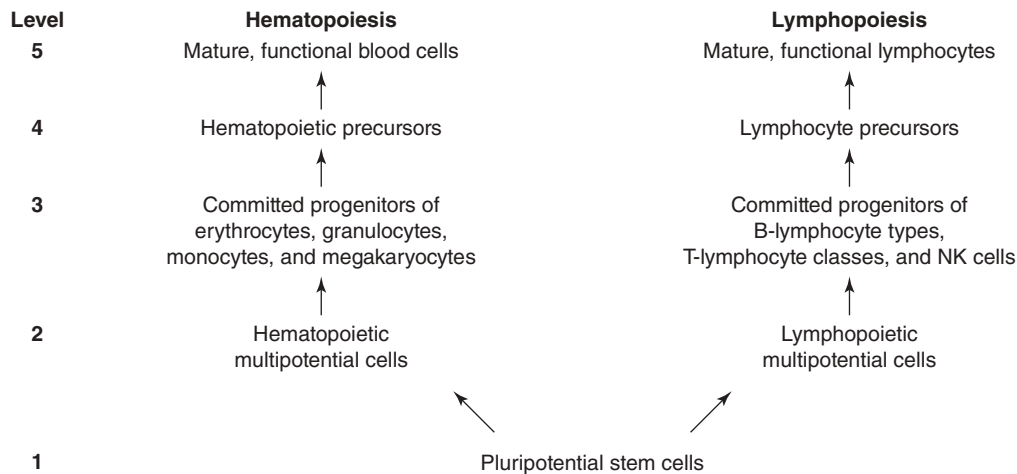 Level Hematopoiesis Lymphopoiesis
5 Mature, functional blood cells Mature, functional lymphocytes
4 Hematopoietic precursors Lymphocyte precursors
3 Committed progenitors of Committed progenitors of
erythrocytes, granulocytes, B-lymphocyte types,
monocytes, and megakaryocytes T-lymphocyte classes, and NK cells
2 Hematopoietic Lymphopoietic
multipotential cells multipotential cells
1 Pluripotential stem cells